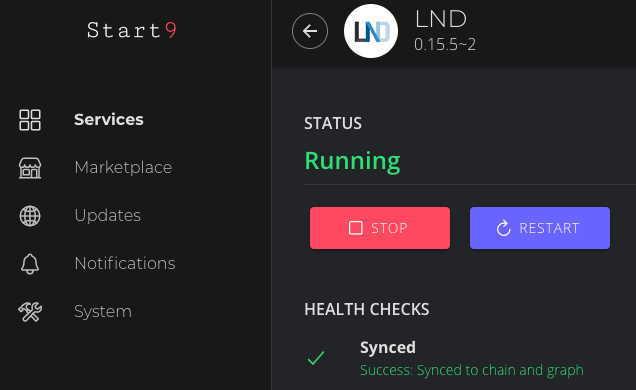 Start9
Services
Marketplace
Updates
Notifications
System
LND
LND
0.15.5~2
STATUS
Running
STOP
RESTART
HEALTH CHECKS
Synced
Success: Synced to chain and graph